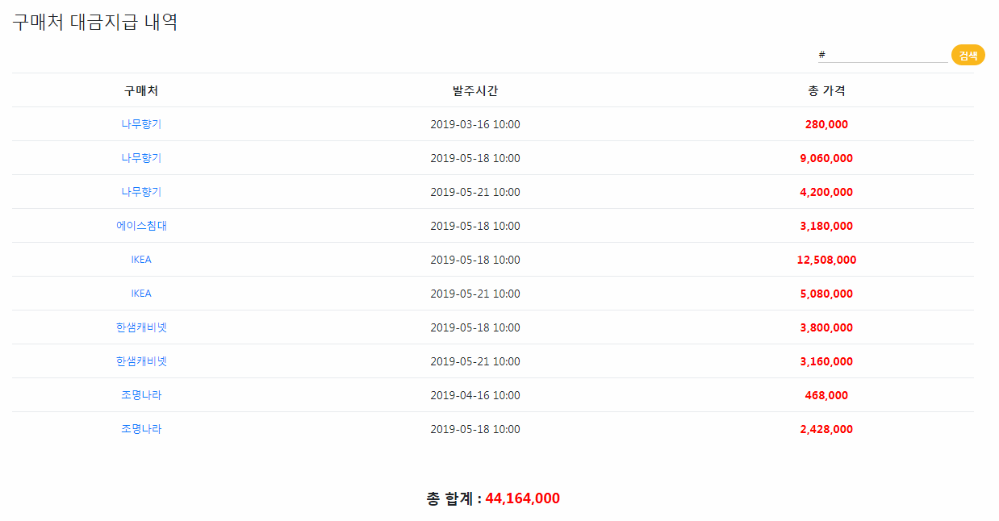 구매처 대금지급 내역
# 검색
구매처 발주시간 총 가격
나무향기 2019-03-16 10:00 280,000
나무향기 2019-05-18 10:00 9,060,000
나무향기 2019-05-21 10:00 4,200,000
에이스침대 2019-05-18 10:00 3,180,000
IKEA 2019-05-18 10:00 12,508,000
IKEA 2019-05-21 10:00 5,080,000
한샘캐비넷 2019-05-18 10:00 3,800,000
한샘캐비넷 2019-05-21 10:00 3,160,000
조명나라 2019-04-16 10:00 468,000
조명나라 2019-05-18 10:00 2,428,000
총 합계 : 44,164,000